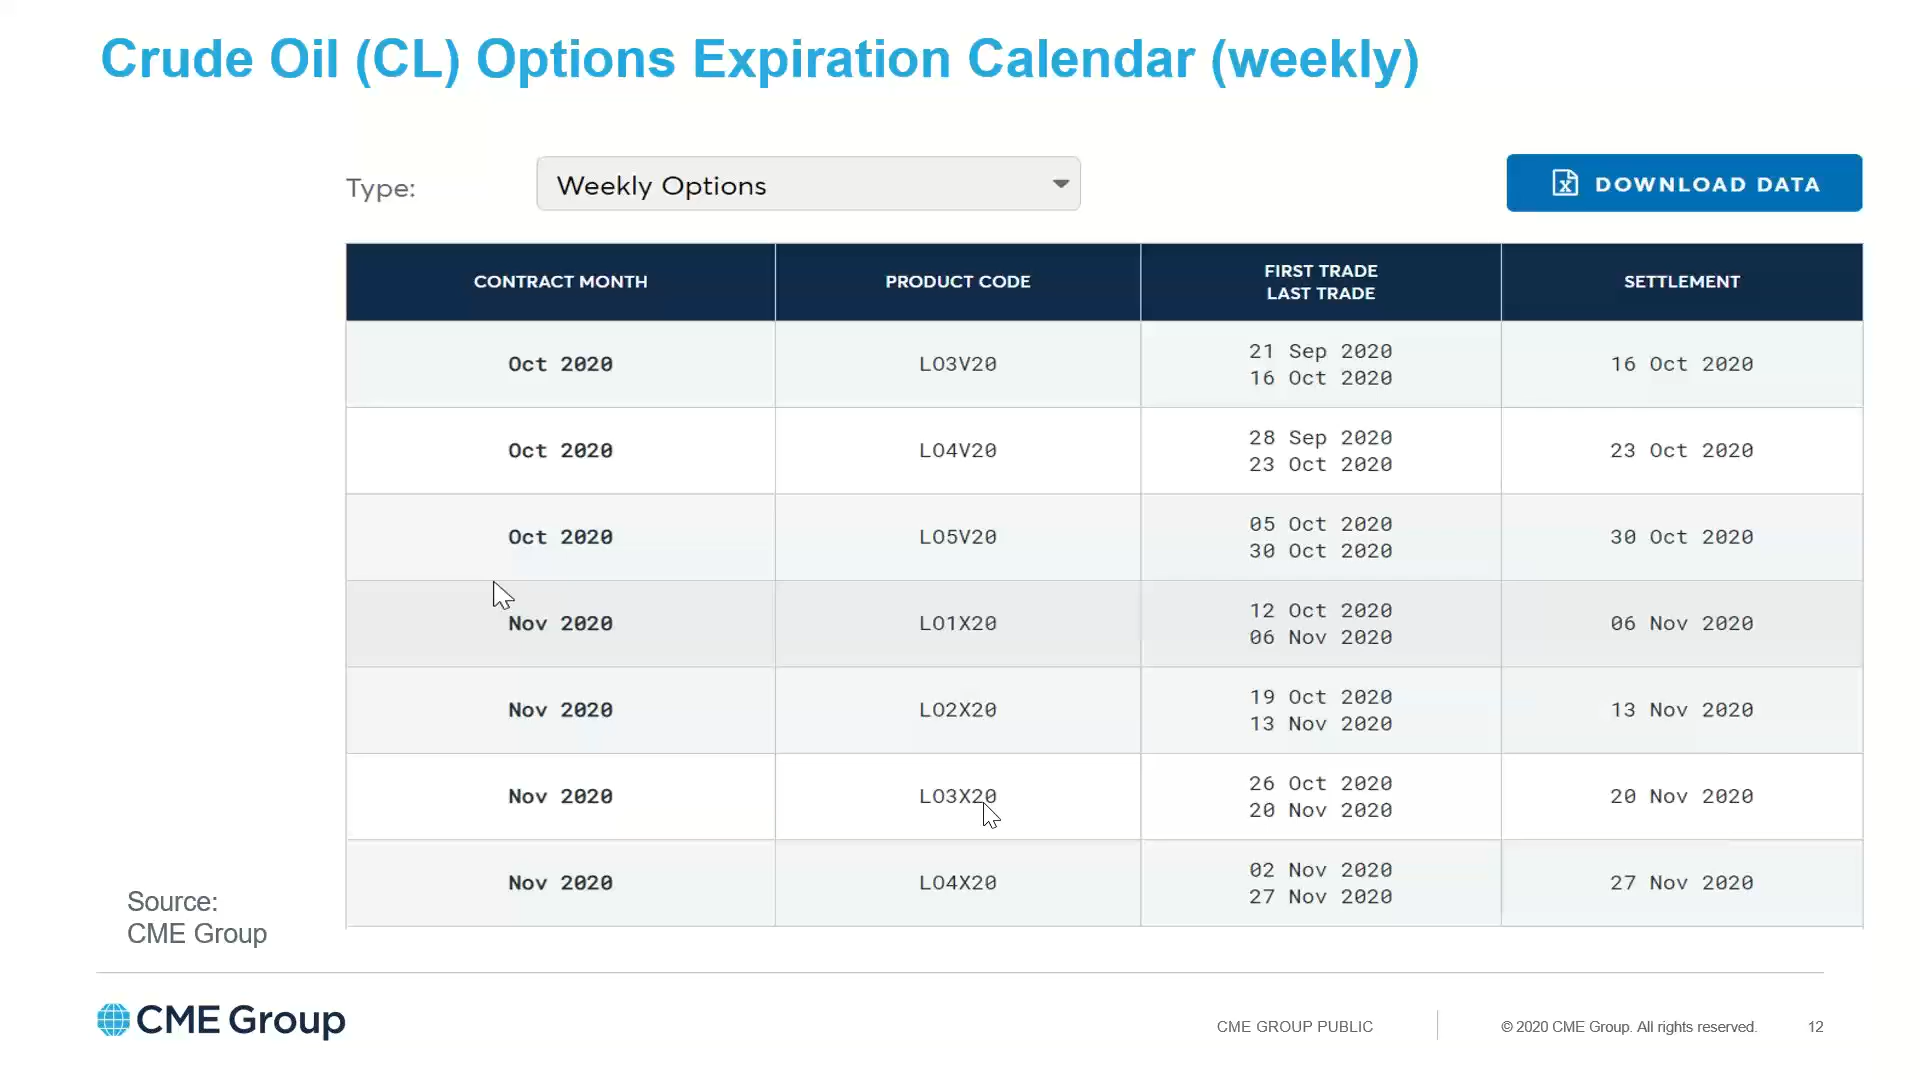 Crude Oil (CL) Options Expiration Calendar (weekly)
Type:
Weekly Options
DOWNLOAD DATA
CONTRACT MONTH
PRODUCT CODE
FIRST TRADE
LAST TRADE
SETTLEMENT
Oct 2020
LO3V20
21 Sep 2020
16 Oct 2020
16 Oct 2020
Oct 2020
LO4V20
28 Sep 2020
23 Oct 2020
23 Oct 2020
Oct 2020
LO5V20
05 Oct 2020
30 Oct 2020
30 Oct 2020
Nov 2020
LO1X20
12 Oct 2020
06 Nov 2020
06 Nov 2020
Nov 2020
LO2X20
19 Oct 2020
13 Nov 2020
13 Nov 2020
Nov 2020
LO3X20
26 Oct 2020
20 Nov 2020
20 Nov 2020
Nov 2020
LO4X20
02 Nov 2020
27 Nov 2020
27 Nov 2020
Source:
CME Group
CME Group
CME GROUP PUBLIC
© 2020 CME Group. All rights reserved.
12